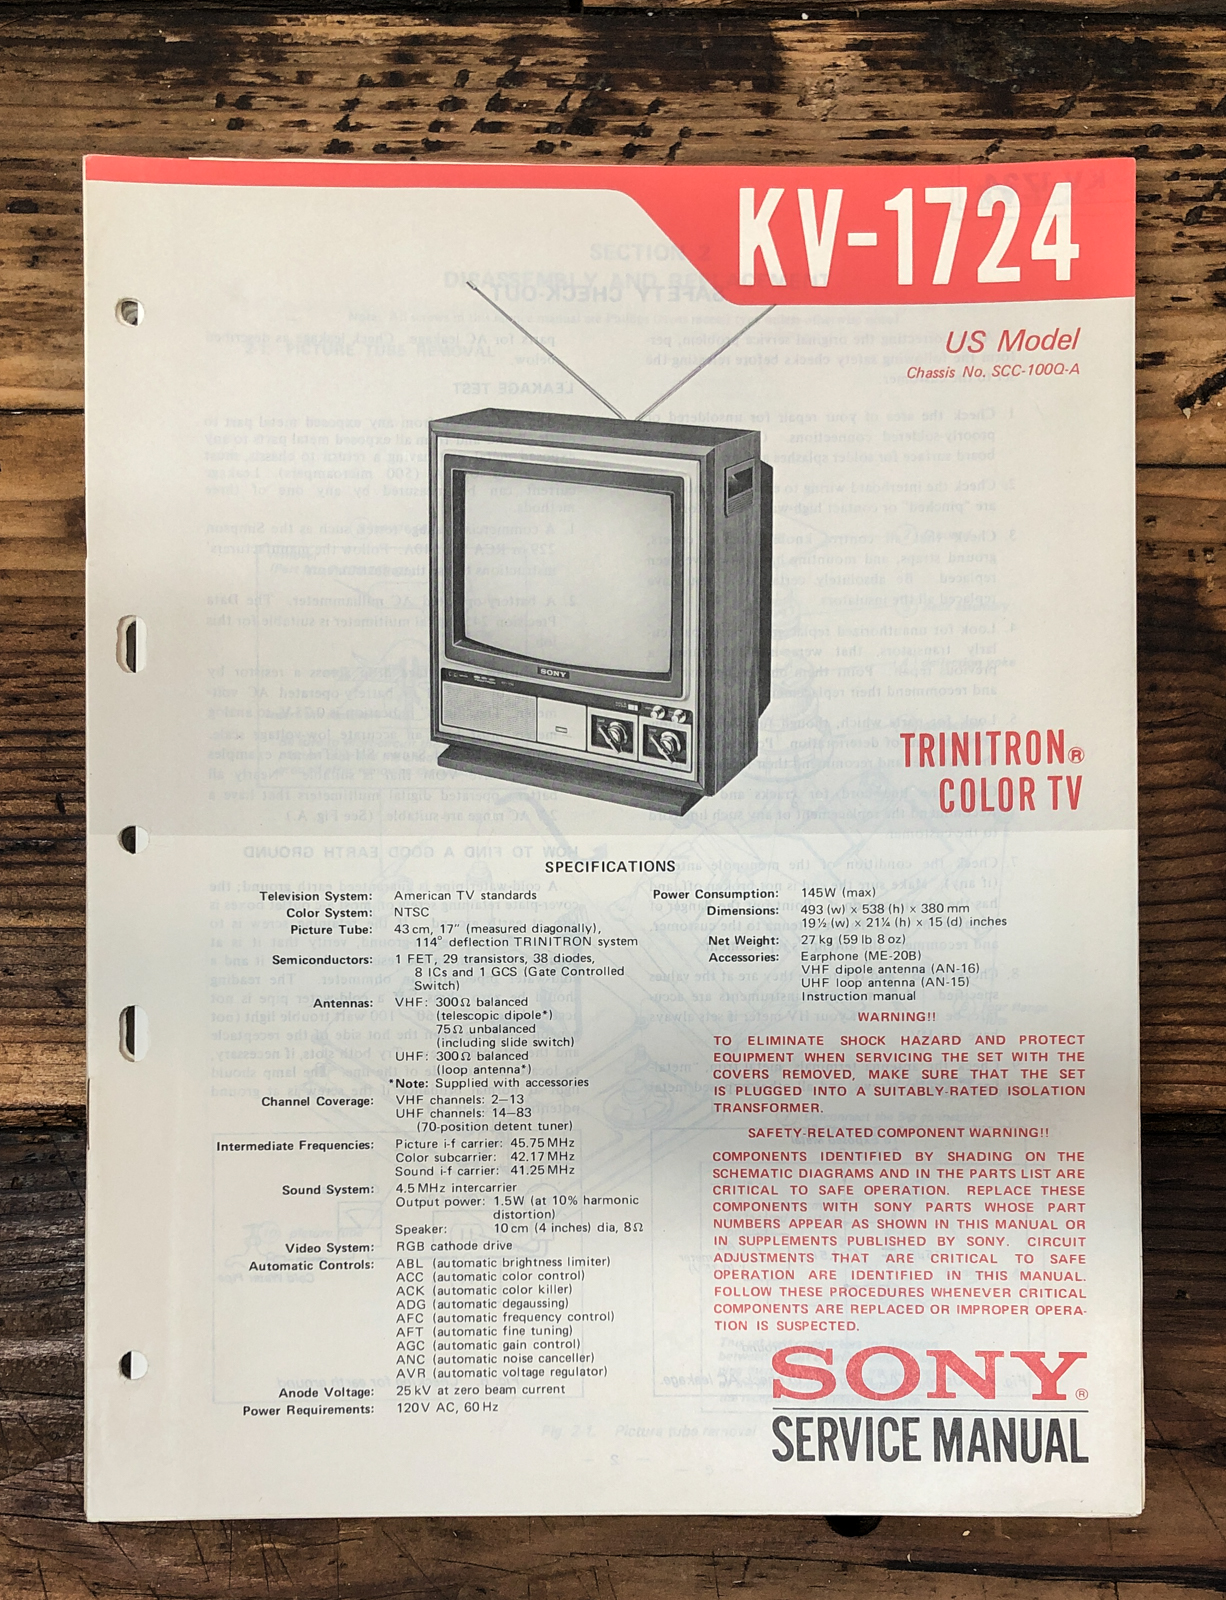 KV-1724
US Model
Chassis No. SCC-100Q-A
SONY
TRINITRON®
COLOR TV
SPECIFICATIONS
Television System: American TV standards
Color System: NTSC
Picture Tube: 43 cm, 17" (measured diagonally),
114° deflection TRINITRON system
Semiconductors: 1 FET, 29 transistors, 38 diodes,
8 ICs and 1 GCS (Gate Controlled
Switch)
Antennas: VHF: 300Ω balanced
(telescopic dipole*)
75Ω unbalanced
(including slide switch)
UHF: 300Ω balanced
(loop antenna*)
*Note: Supplied with accessories
Channel Coverage: VHF channels: 2–13
UHF channels: 14–83
(70-position detent tuner)
Intermediate Frequencies: Picture i-f carrier: 45.75 MHz
Color subcarrier: 42.17 MHz
Sound i-f carrier: 41.25 MHz
Sound System: 4.5 MHz intercarrier
Output power: 1.5W (at 10% harmonic
distortion)
Speaker: 10 cm (4 inches) dia, 8Ω
Video System: RGB cathode drive
Automatic Controls: ABL (automatic brightness limiter)
ACC (automatic color control)
ACK (automatic color killer)
ADG (automatic degaussing)
AFC (automatic frequency control)
AFT (automatic fine tuning)
AGC (automatic gain control)
ANC (automatic noise canceller)
AVR (automatic voltage regulator)
Anode Voltage: 25 kV at zero beam current
Power Requirements: 120V AC, 60 Hz
Power Consumption: 145W (max)
Dimensions: 493 (w) x 538 (h) x 380 mm
19½ (w) x 21¼ (h) x 15 (d) inches
Net Weight: 27 kg (59 lb 8 oz)
Accessories: Earphone (ME-20B)
VHF dipole antenna (AN-16)
UHF loop antenna (AN-15)
Instruction manual
WARNING!!
TO ELIMINATE SHOCK HAZARD AND PROTECT
EQUIPMENT WHEN SERVICING THE SET WITH THE
COVERS REMOVED, MAKE SURE THAT THE SET
IS PLUGGED INTO A SUITABLY-RATED ISOLATION
TRANSFORMER.
SAFETY-RELATED COMPONENT WARNING!!
COMPONENTS IDENTIFIED BY SHADING ON THE
SCHEMATIC DIAGRAMS AND IN THE PARTS LIST ARE
CRITICAL TO SAFE OPERATION. REPLACE THESE
COMPONENTS WITH SONY PARTS WHOSE PART
NUMBERS APPEAR AS SHOWN IN THIS MANUAL OR
IN SUPPLEMENTS PUBLISHED BY SONY. CIRCUIT
ADJUSTMENTS THAT ARE CRITICAL TO SAFE
OPERATION ARE IDENTIFIED IN THIS MANUAL.
FOLLOW THESE PROCEDURES WHENEVER CRITICAL
COMPONENTS ARE REPLACED OR IMPROPER OPERA-
TION IS SUSPECTED.
SONY®
SERVICE MANUAL